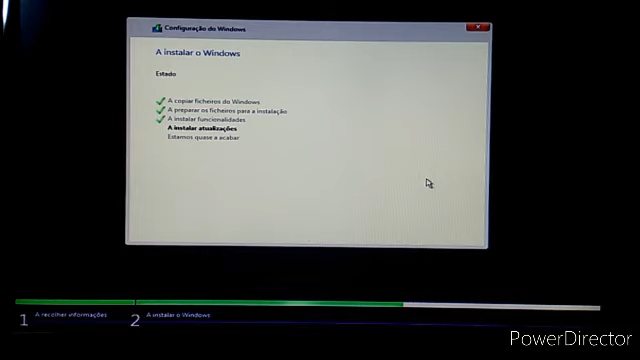 Configuração do Windows
A instalar o Windows
Estado
A copiar ficheiros do Windows
A preparar os ficheiros para a instalação
A instalar funcionalidades
A instalar atualizações
Estamos quase a acabar
1 A recolher informações
2 A instalar o Windows
PowerDirector